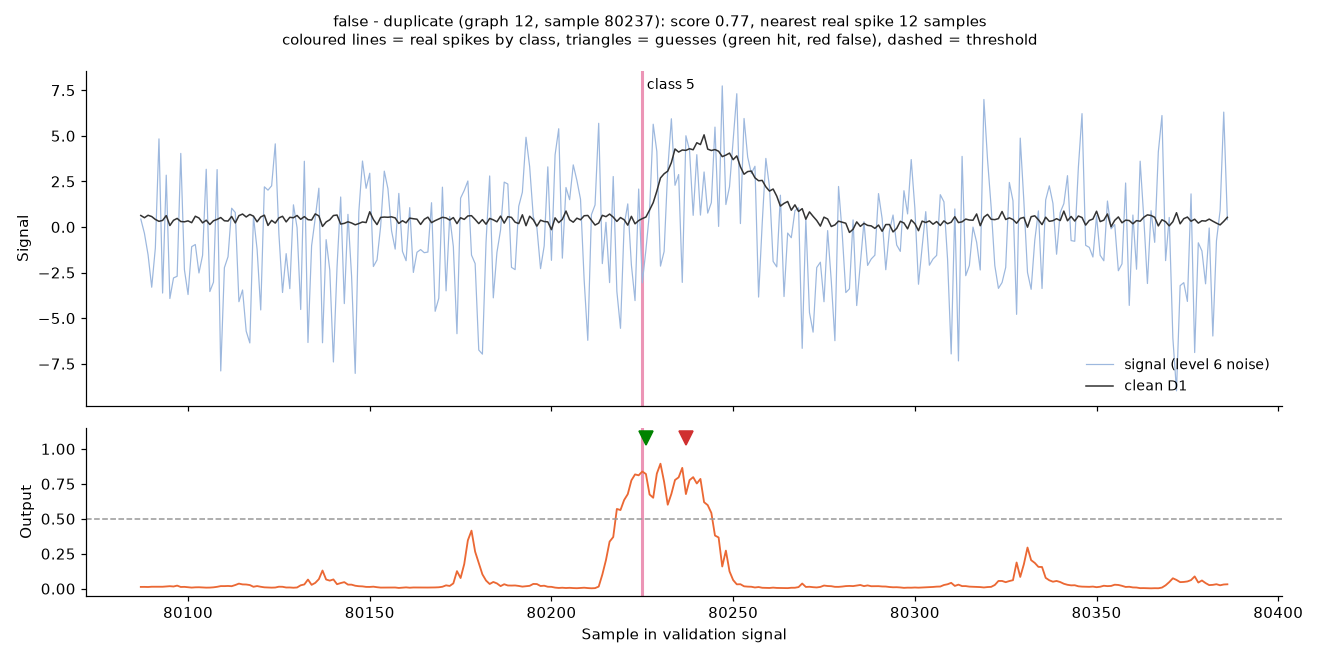 false - duplicate (graph 12, sample 80237): score 0.77, nearest real spike 12 samples
coloured lines = real spikes by class, triangles = guesses (green hit, red false), dashed = threshold
class 5
7.5
5.0
2.5
0.0
−2.5
−5.0
−7.5
Signal
signal (level 6 noise)
clean D1
1.00
0.75
0.50
0.25
0.00
Output
80100
80150
80200
80250
80300
80350
80400
Sample in validation signal